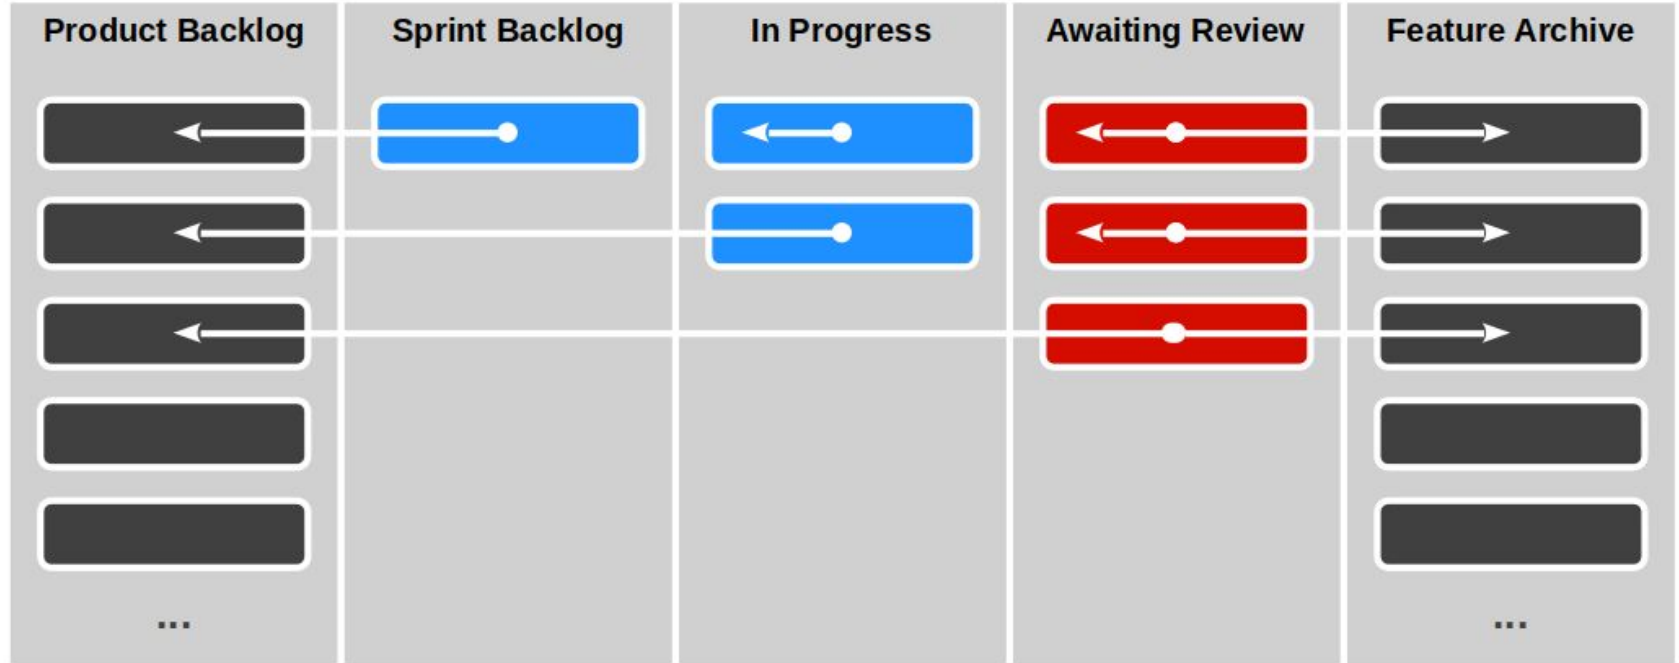 Product Backlog
Sprint Backlog
In Progress
Awaiting Review
Feature Archive
...
...